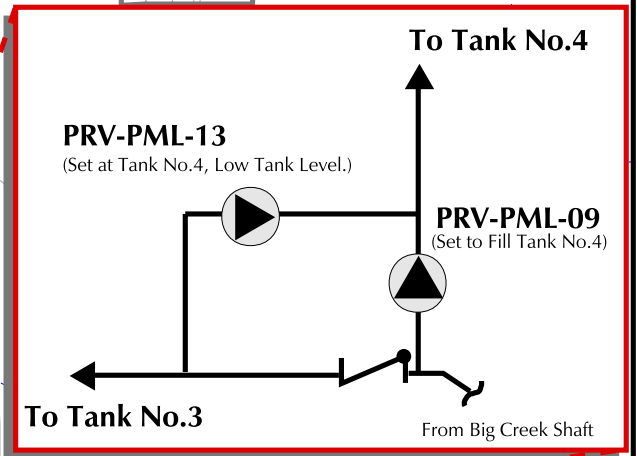 To Tank No.4
PRV-PML-13
(Set at Tank No.4, Low Tank Level.)
PRV-PML-09
(Set to Fill Tank No.4)
To Tank No.3
From Big Creek Shaft